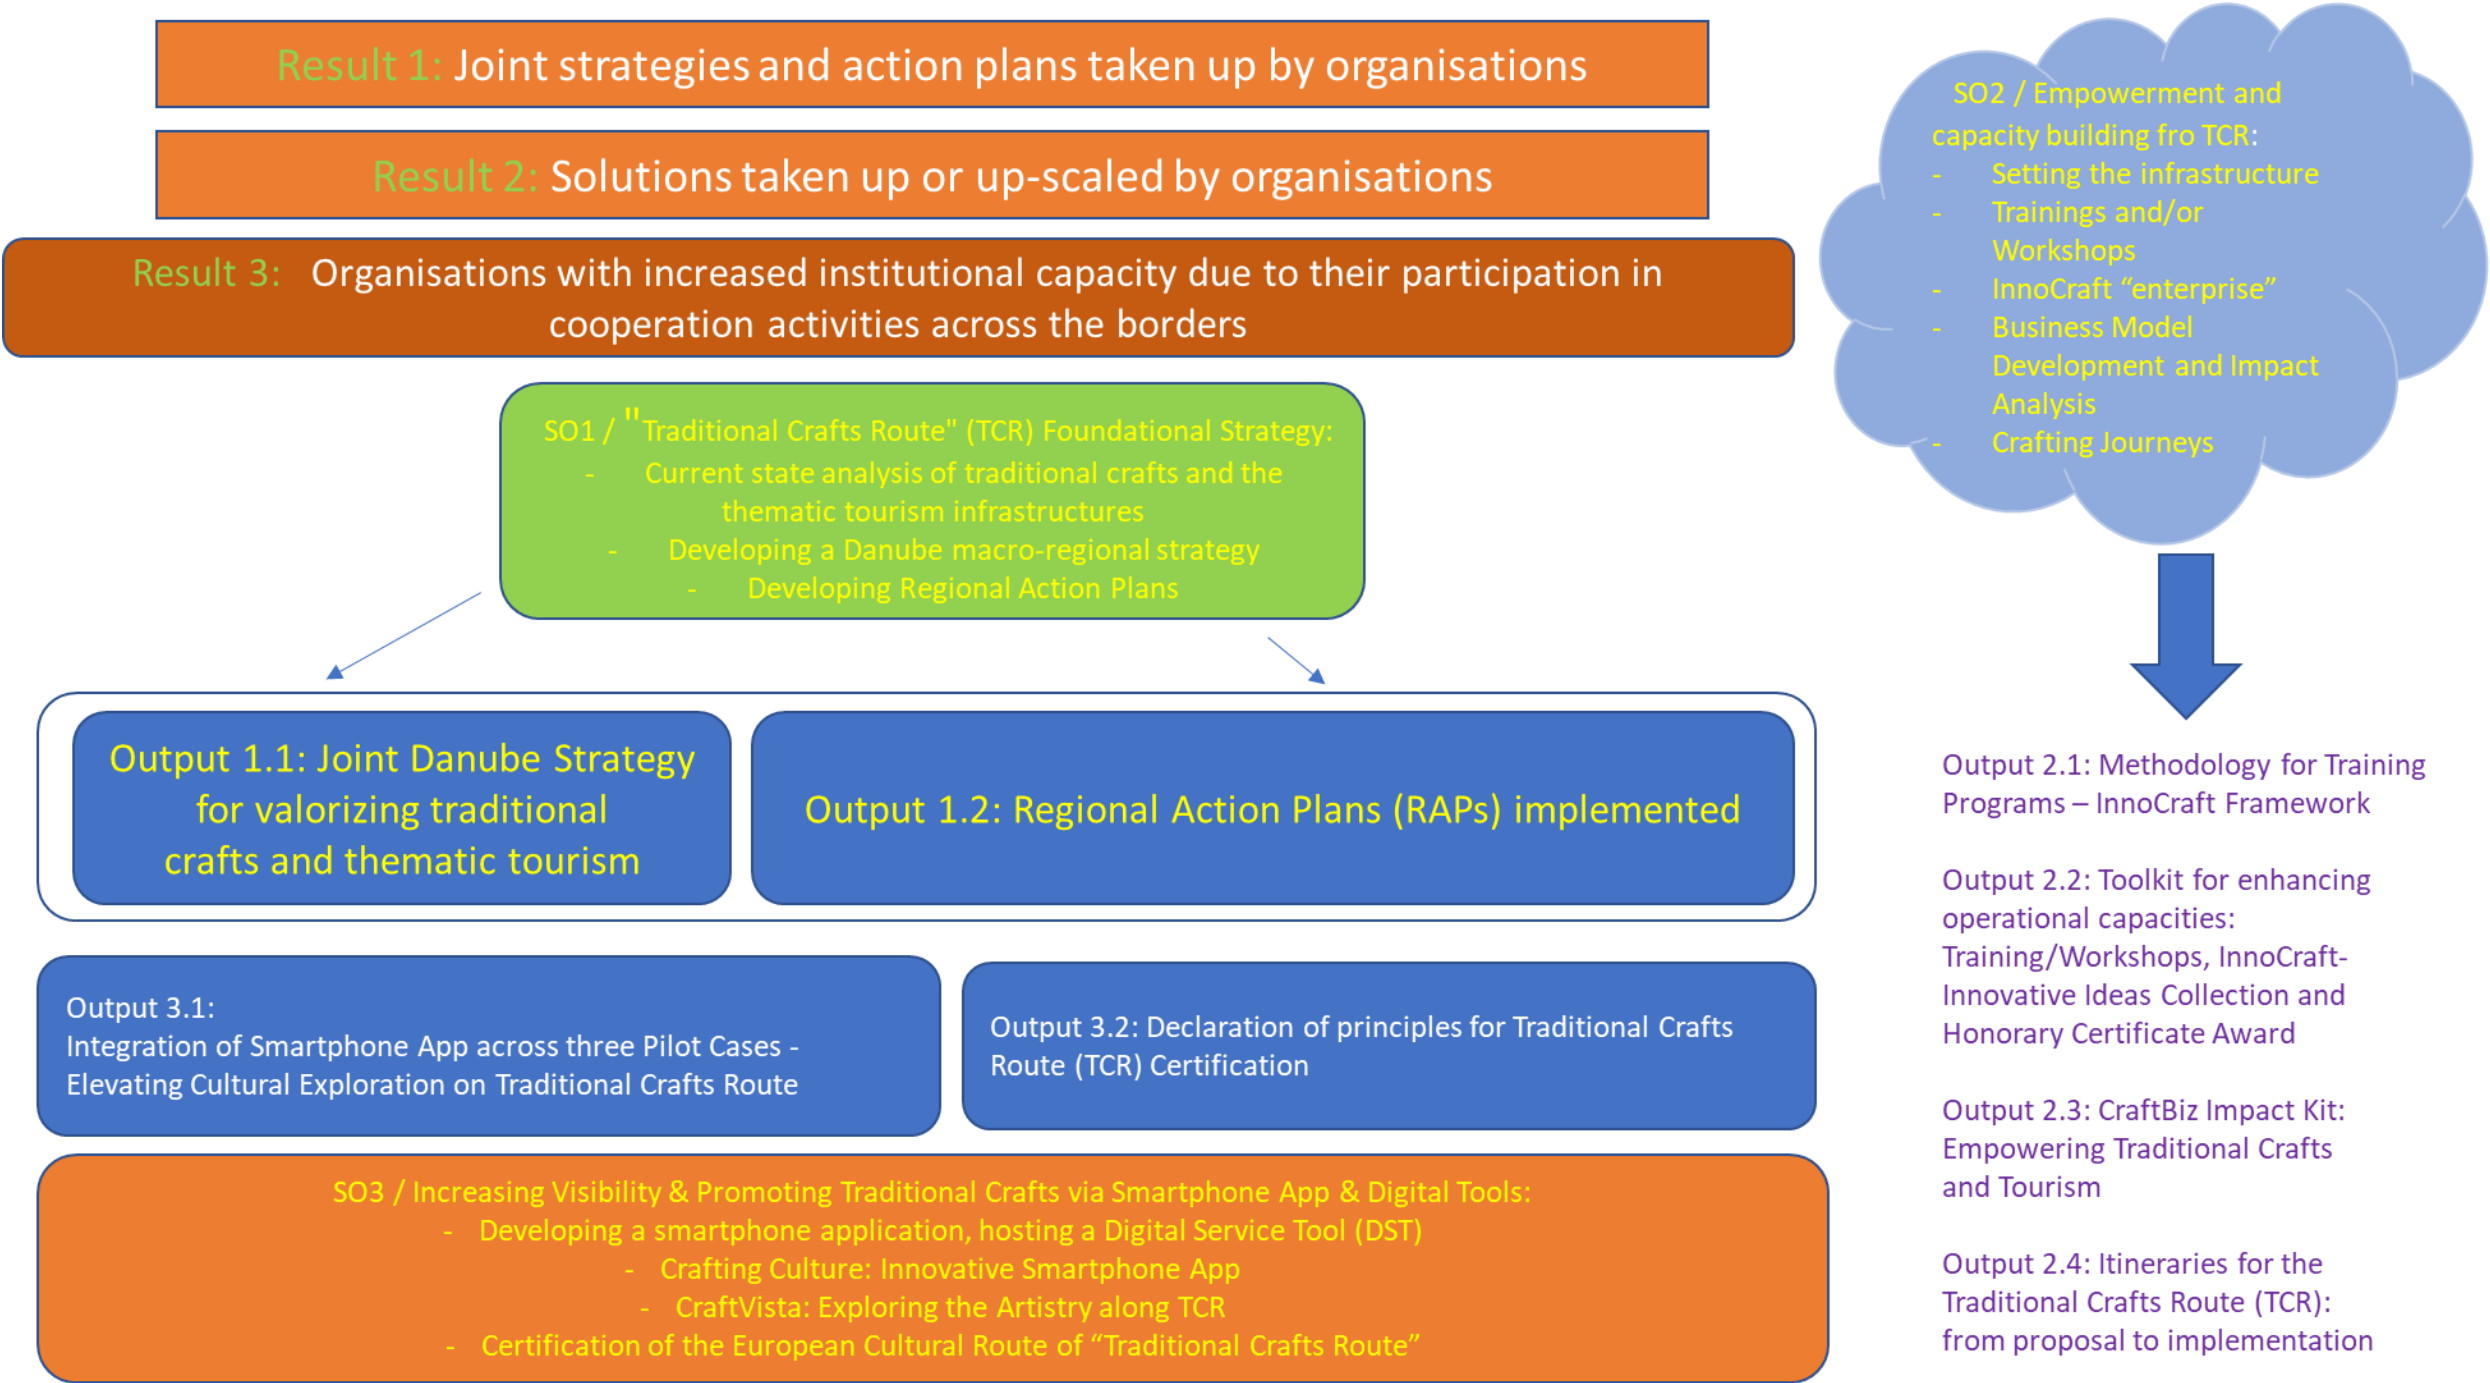 Result 1: Joint strategies and action plans taken up by organisations
Result 2: Solutions taken up or up-scaled by organisations
Result 3: Organisations with increased institutional capacity due to their participation in
cooperation activities across the borders
SO1 / "Traditional Crafts Route" (TCR) Foundational Strategy:
- Current state analysis of traditional crafts and the
thematic tourism infrastructures
- Developing a Danube macro-regional strategy
- Developing Regional Action Plans
Output 1.1: Joint Danube Strategy
for valorizing traditional
crafts and thematic tourism
Output 1.2: Regional Action Plans (RAPs) implemented
Output 3.1:
Integration of Smartphone App across three Pilot Cases -
Elevating Cultural Exploration on Traditional Crafts Route
Output 3.2: Declaration of principles for Traditional Crafts
Route (TCR) Certification
SO3 / Increasing Visibility & Promoting Traditional Crafts via Smartphone App & Digital Tools:
- Developing a smartphone application, hosting a Digital Service Tool (DST)
- Crafting Culture: Innovative Smartphone App
- CraftVista: Exploring the Artistry along TCR
- Certification of the European Cultural Route of “Traditional Crafts Route”
SO2 / Empowerment and
capacity building fro TCR:
- Setting the infrastructure
- Trainings and/or
Workshops
- InnoCraft “enterprise”
- Business Model
Development and Impact
Analysis
- Crafting Journeys
Output 2.1: Methodology for Training
Programs – InnoCraft Framework
Output 2.2: Toolkit for enhancing
operational capacities:
Training/Workshops, InnoCraft-
Innovative Ideas Collection and
Honorary Certificate Award
Output 2.3: CraftBiz Impact Kit:
Empowering Traditional Crafts
and Tourism
Output 2.4: Itineraries for the
Traditional Crafts Route (TCR):
from proposal to implementation